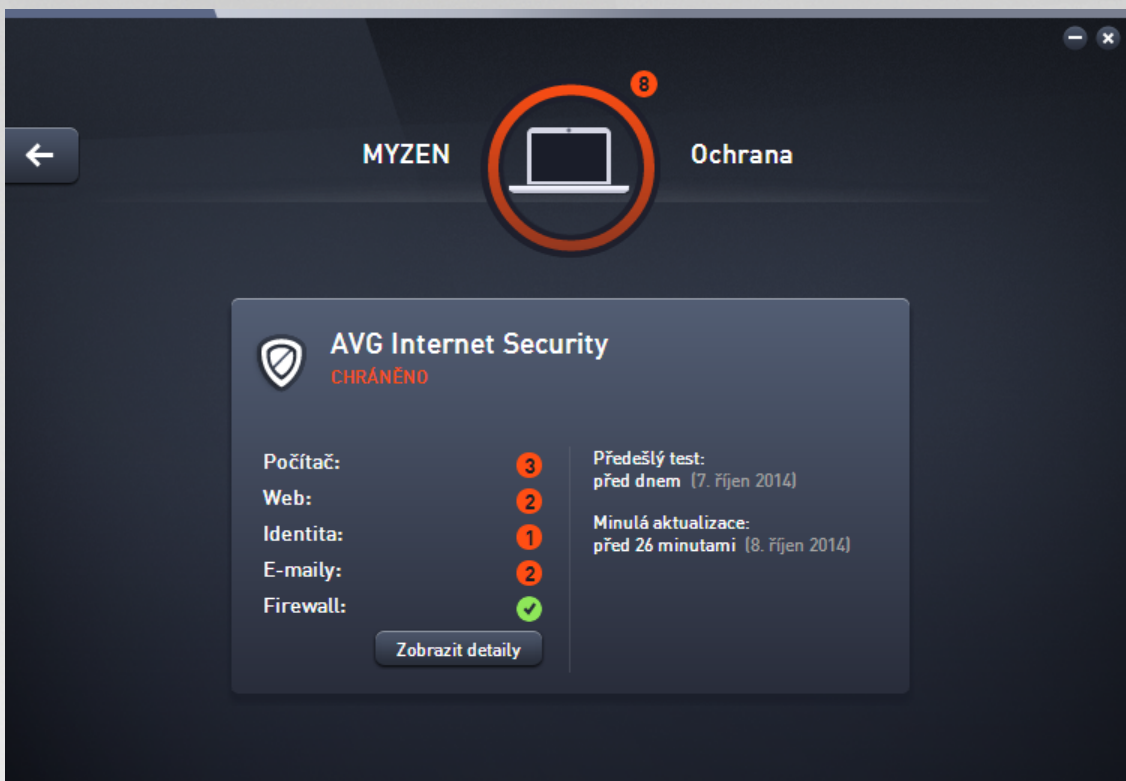 8
MYZEN
Ochrana
AVG Internet Security
CHRÁNĚNO
Počítač: 3
Web: 2
Identita: 1
E-maily: 2
Firewall:
Zobrazit detaily
Předešlý test:
před dnem (7. říjen 2014)
Minulá aktualizace:
před 26 minutami (8. říjen 2014)